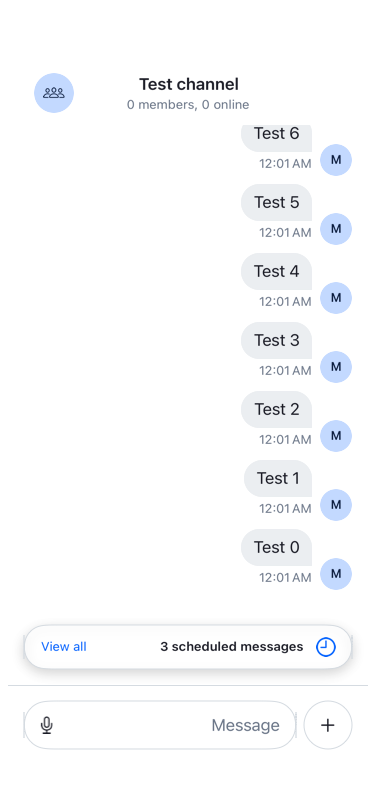 Test channel
0 members, 0 online
Test 6
12:01 AM
M
Test 5
12:01 AM
M
Test 4
12:01 AM
M
Test 3
12:01 AM
M
Test 2
12:01 AM
M
Test 1
12:01 AM
M
Test 0
12:01 AM
M
View all
3 scheduled messages
Message